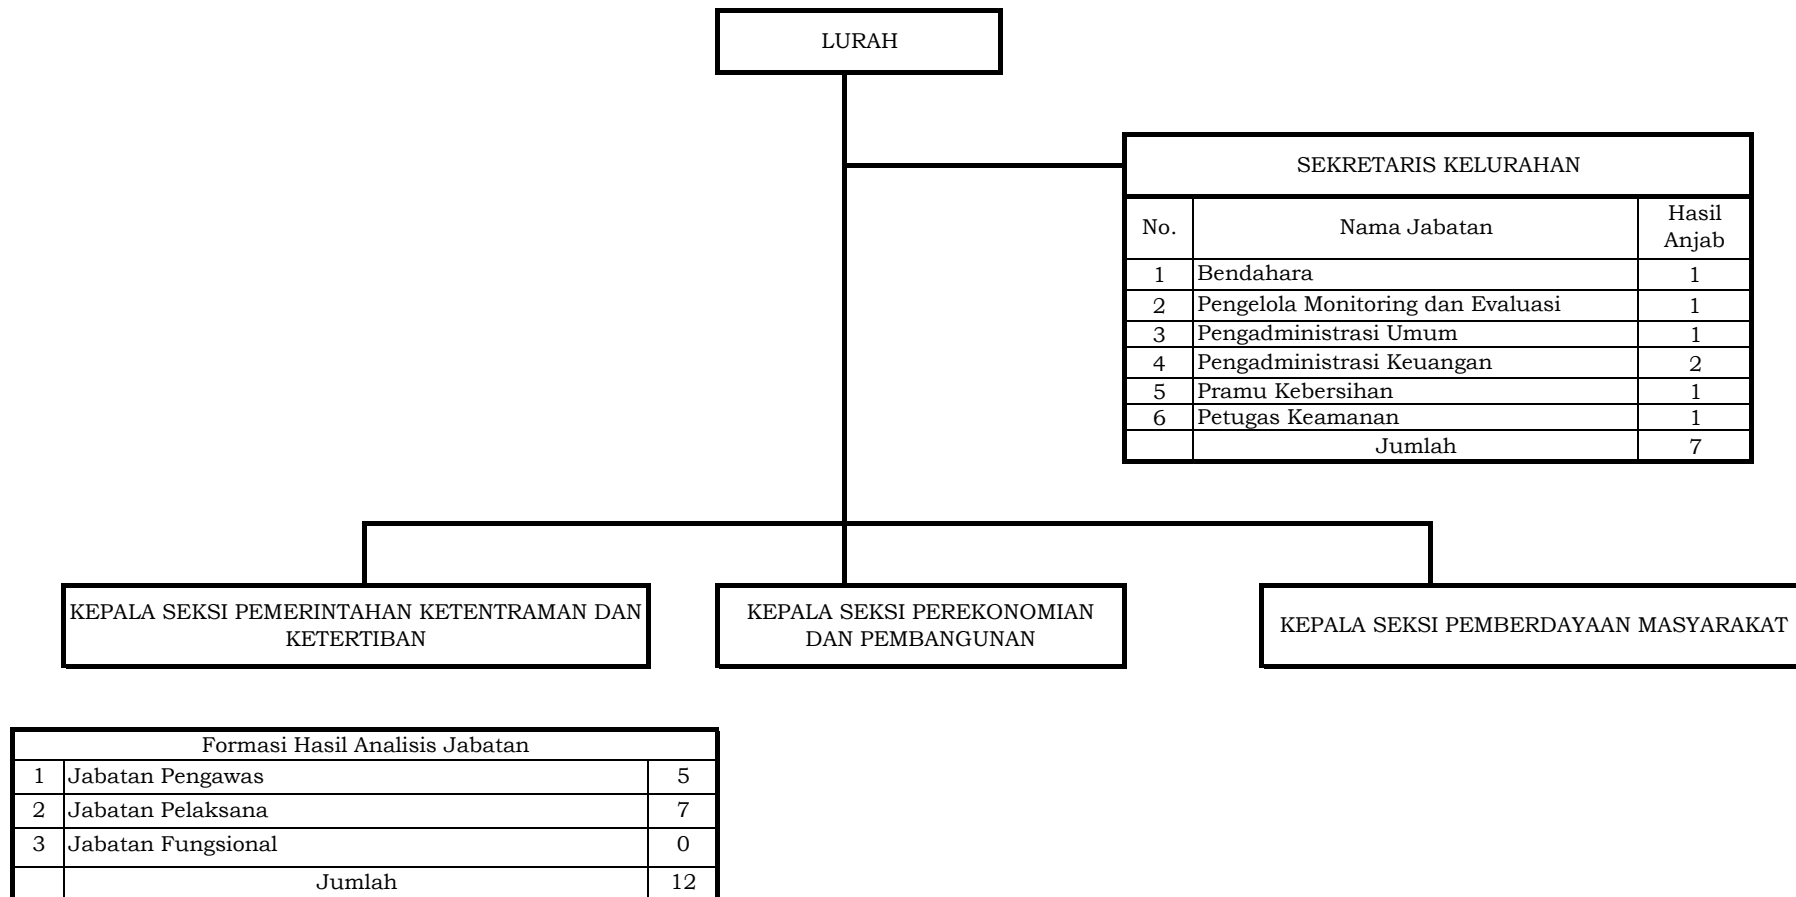 LURAH
SEKRETARIS KELURAHAN
No. Nama Jabatan Hasil Anjab
1 Bendahara 1
2 Pengelola Monitoring dan Evaluasi 1
3 Pengadministrasi Umum 1
4 Pengadministrasi Keuangan 2
5 Pramu Kebersihan 1
6 Petugas Keamanan 1
Jumlah 7
KEPALA SEKSI PEMERINTAHAN KETENTRAMAN DAN
KETERTIBAN
KEPALA SEKSI PEREKONOMIAN
DAN PEMBANGUNAN
KEPALA SEKSI PEMBERDAYAAN MASYARAKAT
Formasi Hasil Analisis Jabatan
1 Jabatan Pengawas 5
2 Jabatan Pelaksana 7
3 Jabatan Fungsional 0
Jumlah 12